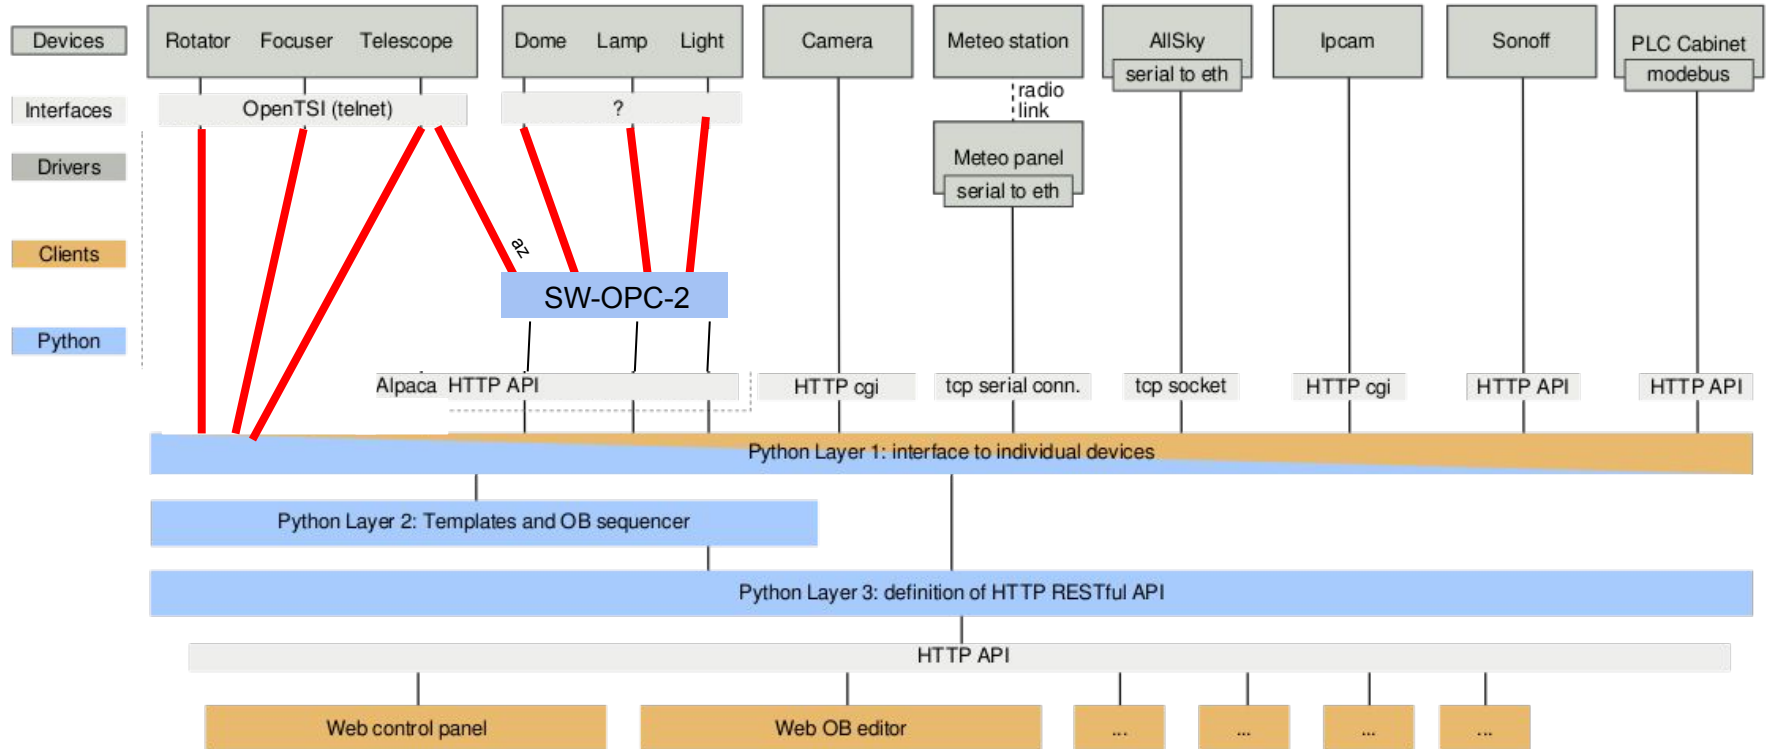 Devices
Rotator Focuser Telescope
Dome Lamp Light
Camera
Meteo station
AllSky
serial to eth
Ipcam
Sonoff
PLC Cabinet
modebus
Interfaces
OpenTSI (telnet)
?
radio
link
Drivers
Meteo panel
serial to eth
Clients
az
SW-OPC-2
Python
Alpaca HTTP API
HTTP cgi
tcp serial conn.
tcp socket
HTTP cgi
HTTP API
HTTP API
Python Layer 1: interface to individual devices
Python Layer 2: Templates and OB sequencer
Python Layer 3: definition of HTTP RESTful API
HTTP API
Web control panel
Web OB editor
...
...
...
...